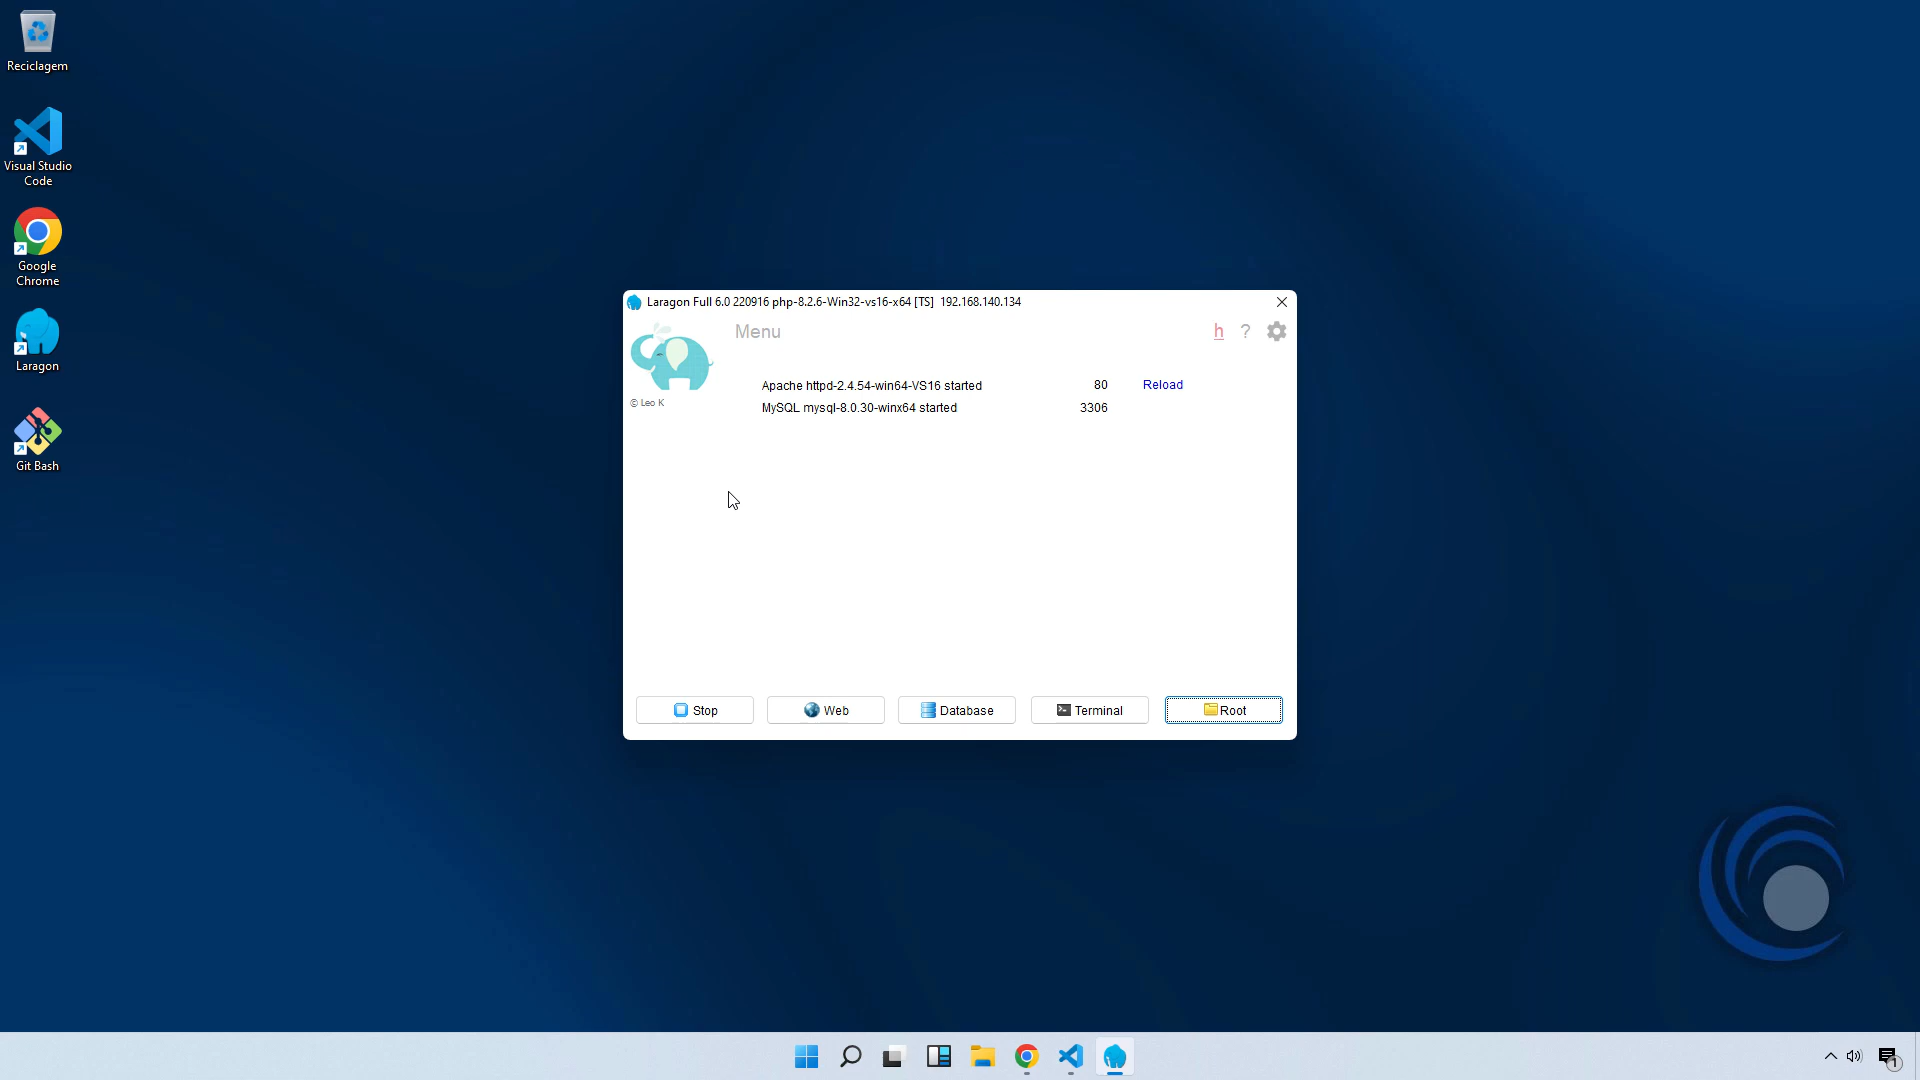 Reciclagem
Visual Studio
Code
Google
Chrome
Laragon
Git Bash
Laragon Full 6.0 220916 php-8.2.6-Win32-vs16-x64 [TS]  192.168.140.134
Menu
h
?
© Leo K
Apache httpd-2.4.54-win64-VS16 started 80 Reload
MySQL mysql-8.0.30-winx64 started 3306
Stop
Web
Database
Terminal
Root
1